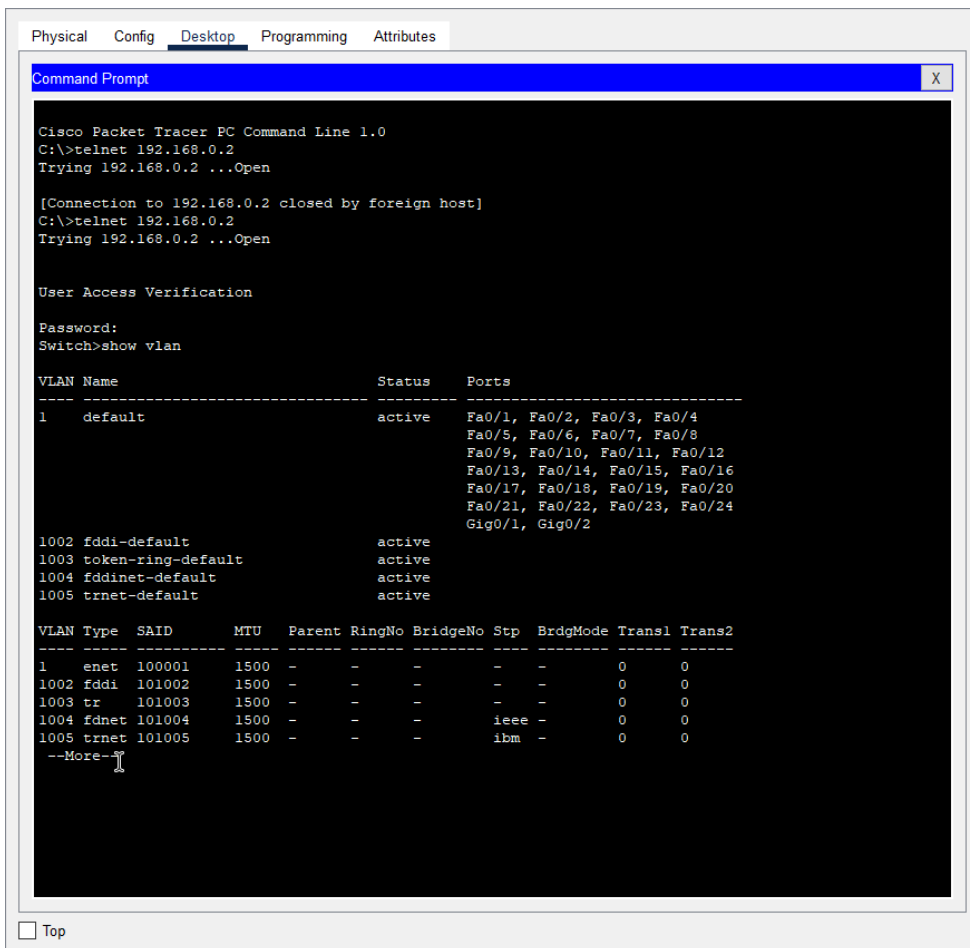 Physical Config Desktop Programming Attributes
Command Prompt X
Cisco Packet Tracer PC Command Line 1.0
C:\>telnet 192.168.0.2
Trying 192.168.0.2 ...Open
[Connection to 192.168.0.2 closed by foreign host]
C:\>telnet 192.168.0.2
Trying 192.168.0.2 ...Open
User Access Verification
Password:
Switch>show vlan
VLAN Name                             Status    Ports
---- -------------------------------- --------- -------------------------------
1    default                          active    Fa0/1, Fa0/2, Fa0/3, Fa0/4
                                                Fa0/5, Fa0/6, Fa0/7, Fa0/8
                                                Fa0/9, Fa0/10, Fa0/11, Fa0/12
                                                Fa0/13, Fa0/14, Fa0/15, Fa0/16
                                                Fa0/17, Fa0/18, Fa0/19, Fa0/20
                                                Fa0/21, Fa0/22, Fa0/23, Fa0/24
                                                Gig0/1, Gig0/2
1002 fddi-default                     active
1003 token-ring-default               active
1004 fddinet-default                  active
1005 trnet-default                    active
VLAN Type  SAID       MTU   Parent RingNo BridgeNo Stp  BrdgMode Trans1 Trans2
---- ----- ---------- ----- ------ ------ -------- ---- -------- ------ ------
1    enet  100001     1500  -      -      -        -    -        0      0
1002 fddi  101002     1500  -      -      -        -    -        0      0
1003 tr    101003     1500  -      -      -        -    -        0      0
1004 fdnet 101004     1500  -      -      -        ieee -        0      0
1005 trnet 101005     1500  -      -      -        ibm  -        0      0
 --More--
Top